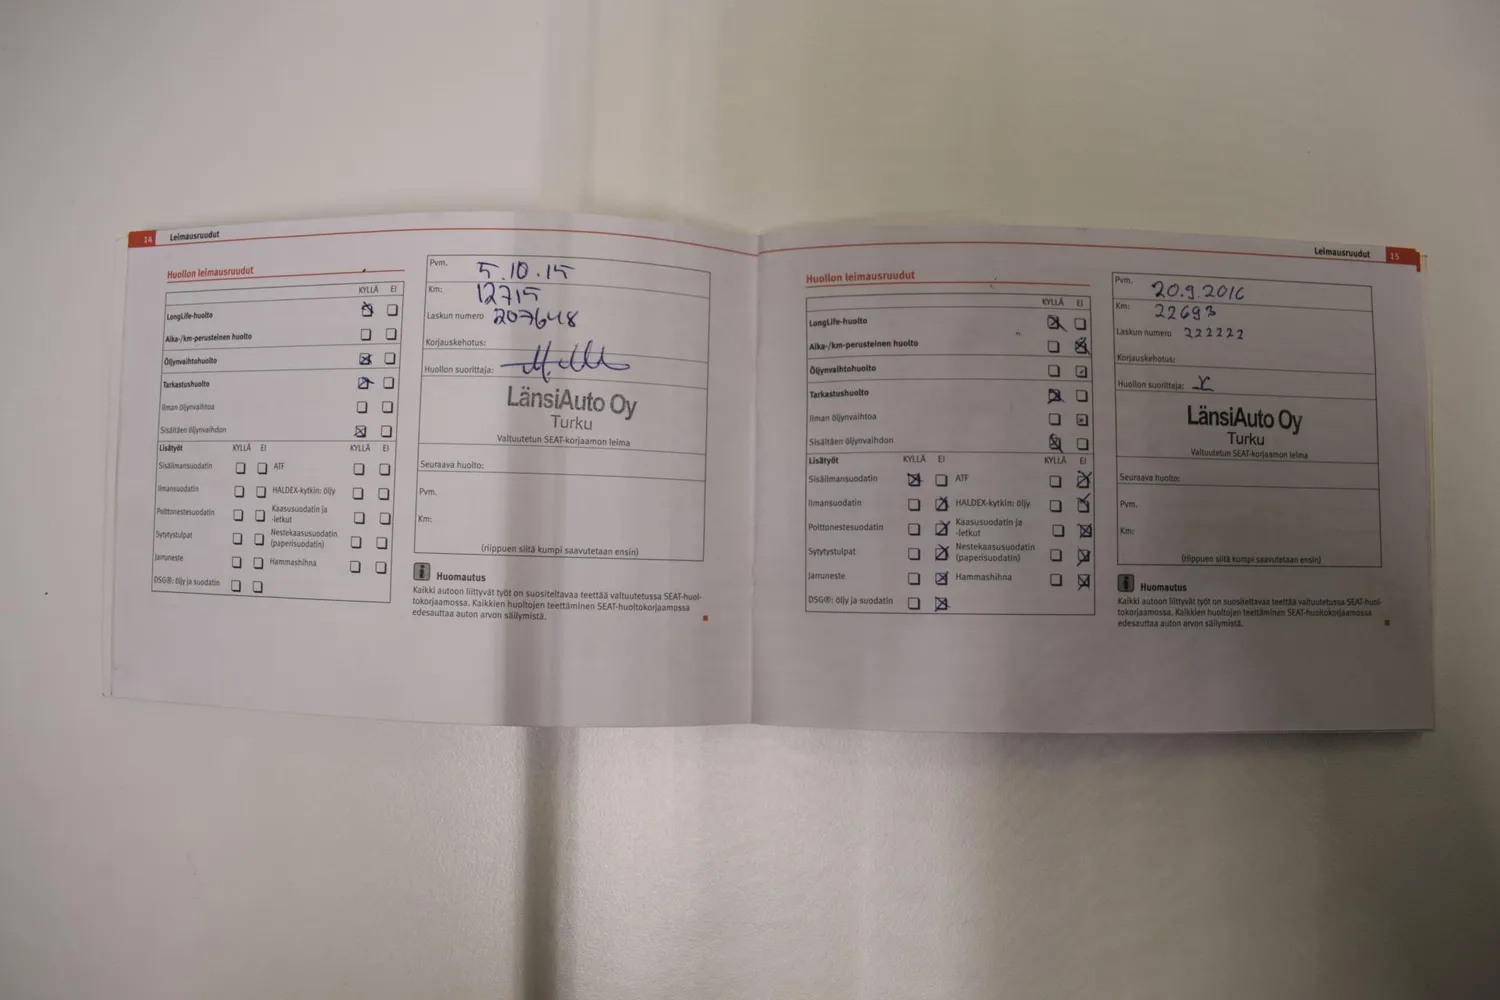 14 Leimausruudut
Huollon leimausruudut
KYLLÄ EI
LongLife-huolto
Aika-/km-perusteinen huolto
Öljynvaihtohuolto
Tarkastushuolto
Ilman öljynvaihtoa
Sisältäen öljynvaihdon
Lisätyöt KYLLÄ EI KYLLÄ EI
Sisäilmansuodatin ATF
Ilmansuodatin HALDEX-kytkin: öljy
Polttonestesuodatin Kaasusuodatin ja
-letkut
Sytytystulpat Nestekaasusuodatin
(paperisuodatin)
Jarruneste Hammashihna
DSG®: öljy ja suodatin
Pvm. 5.10.15
Km: 12715
Laskun numero 207648
Korjauskehotus:
Huollon suorittaja:
LänsiAuto Oy
Turku
Valtuutetun SEAT-korjaamon leima
Seuraava huolto:
Pvm.
Km:
(riippuen siitä kumpi saavutetaan ensin)
i Huomautus
Kaikki autoon liittyvät työt on suositeltavaa teettää valtuutetussa SEAT-huol-
tokorjaamossa. Kaikkien huoltojen teettäminen SEAT-huoltokorjaamossa
edesauttaa auton arvon säilymistä.
Leimausruudut 15
Huollon leimausruudut
KYLLÄ EI
LongLife-huolto
Aika-/km-perusteinen huolto
Öljynvaihtohuolto
Tarkastushuolto
Ilman öljynvaihtoa
Sisältäen öljynvaihdon
Lisätyöt KYLLÄ EI KYLLÄ EI
Sisäilmansuodatin ATF
Ilmansuodatin HALDEX-kytkin: öljy
Polttonestesuodatin Kaasusuodatin ja
-letkut
Sytytystulpat Nestekaasusuodatin
(paperisuodatin)
Jarruneste Hammashihna
DSG®: öljy ja suodatin
Pvm. 20.9.2016
Km: 22693
Laskun numero 222222
Korjauskehotus:
Huollon suorittaja:
LänsiAuto Oy
Turku
Valtuutetun SEAT-korjaamon leima
Seuraava huolto:
Pvm.
Km:
(riippuen siitä kumpi saavutetaan ensin)
i Huomautus
Kaikki autoon liittyvät työt on suositeltavaa teettää valtuutetussa SEAT-huol-
tokorjaamossa. Kaikkien huoltojen teettäminen SEAT-huoltokorjaamossa
edesauttaa auton arvon säilymistä.